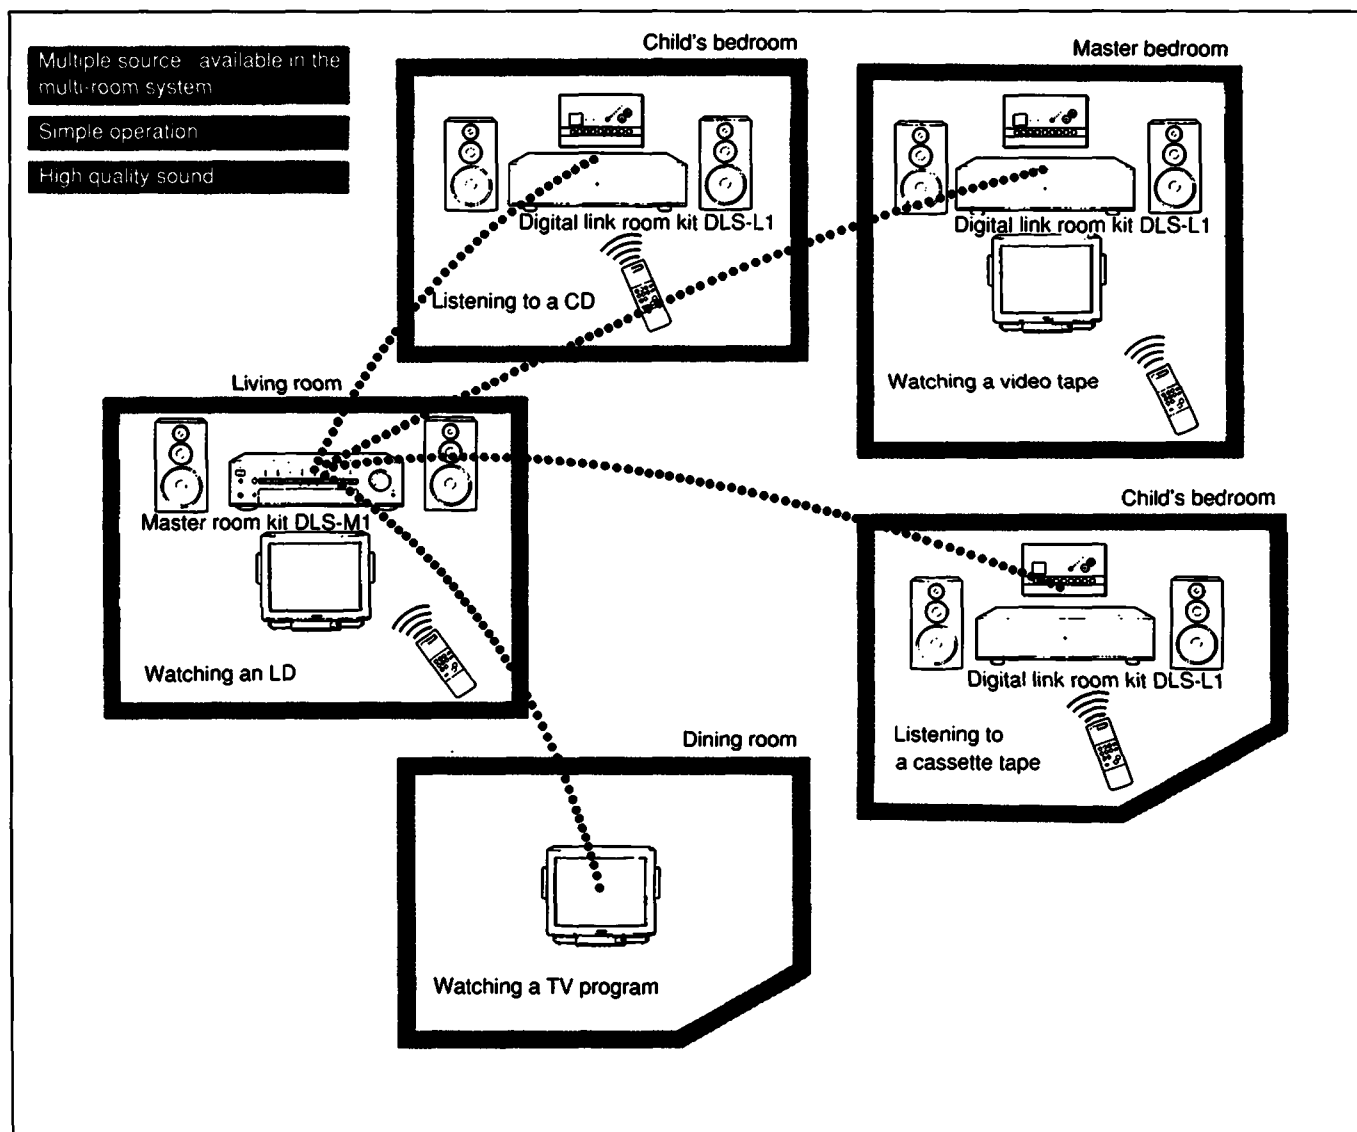 Multiple source available in the
multi-room system
Simple operation
High quality sound
Child's bedroom
Digital link room kit DLS-L1
Listening to a CD
Master bedroom
Digital link room kit DLS-L1
Watching a video tape
Living room
Master room kit DLS-M1
Watching an LD
Child's bedroom
Digital link room kit DLS-L1
Listening to
a cassette tape
Dining room
Watching a TV program